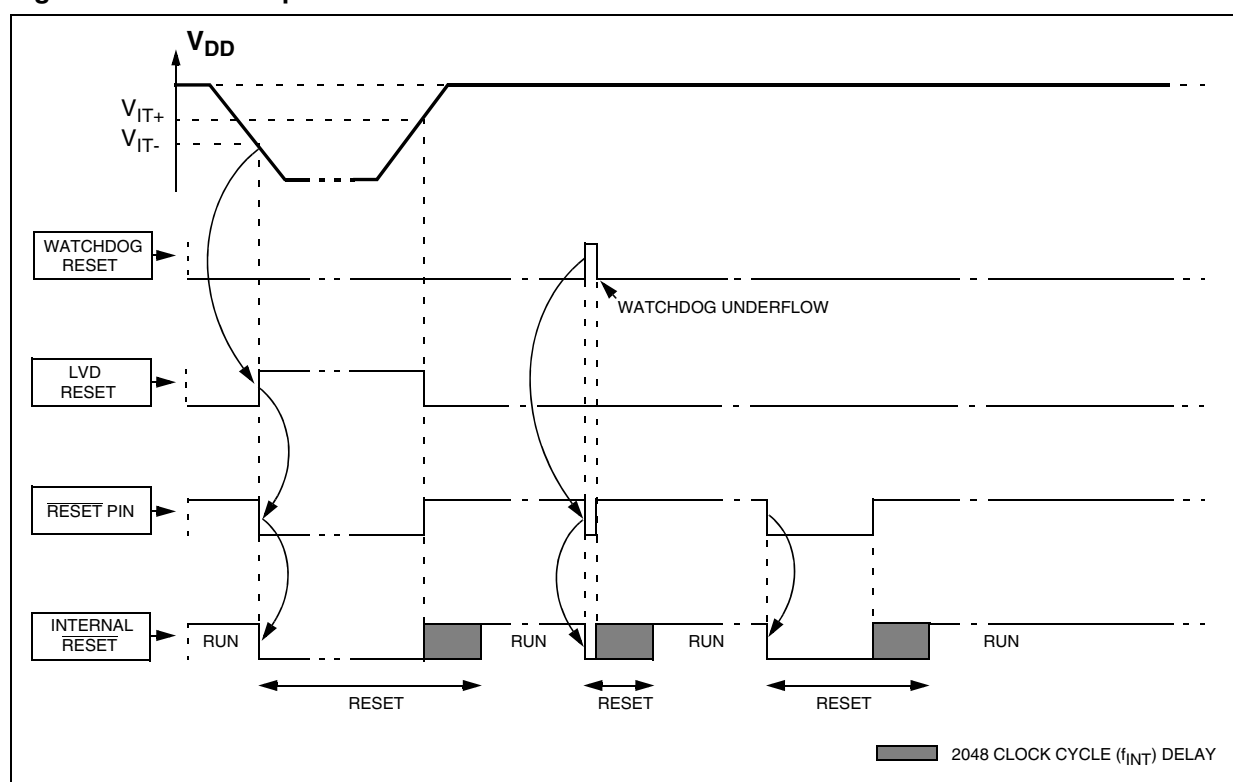 VDD
VIT+
VIT-
WATCHDOG
RESET
WATCHDOG UNDERFLOW
LVD
RESET
RESET PIN
INTERNAL
RESET
RUN
RUN
RUN
RUN
RESET
RESET
RESET
2048 CLOCK CYCLE (fINT) DELAY